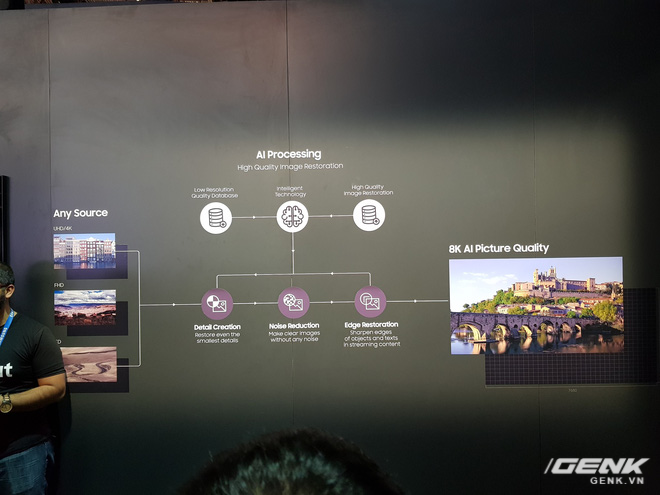 AI Processing
High Quality Image Restoration
Low Resolution
Quality Database
Intelligent
Technology
High Quality
Image Restoration
Any Source
UHD/4K
FHD
8K AI Picture Quality
Detail Creation
Restore even the
smallest details
Noise Reduction
Make clear images
without any noise
Edge Restoration
Sharpen edges
of objects and texts
in streaming content
GENK
GENK.VN